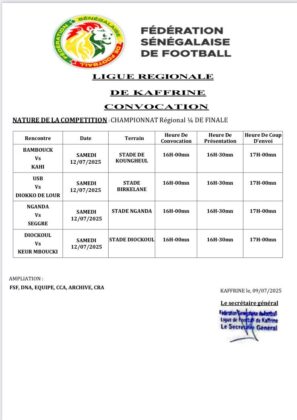 FÉDÉRATION
SÉNÉGALAISE
DE FOOTBALL
LIGUE REGIONALE
DE KAFFRINE
CONVOCATION
NATURE DE LA COMPETITION :CHAMPIONNAT Régional ¼ DE FINALE
Rencontre Date Terrain Heure De Convocation Heure De Présentation Heure De Coup D'envoi
BAMBOUCK Vs KAHI SAMEDI 12/07/2025 STADE DE KOUNGHEUL 16H-00mn 16H-30mn 17H-00mn
USB Vs DIOKKO DE LOUR SAMEDI 12/07/2025 STADE BIRKELANE 16H-00mn 16H-30mn 17H-00mn
NGANDA Vs SEGGRE SAMEDI 12/07/2025 STADE NGANDA 16H-00mn 16H-30mn 17H-00mn
DIOCKOUL Vs KEUR MBOUCKI SAMEDI 12/07/2025 STADE DIOCKOUL 16H-00mn 16H-30mn 17H-00mn
AMPLIATION :
FSF, DNA, EQUIPE, CCA, ARCHIVE, CRA
KAFFRINE le, 09/07/2025
Le secrétaire général
Fédération Sénégalaise de Football
Ligue de Football de Kaffrine
Le Secrétaire Général